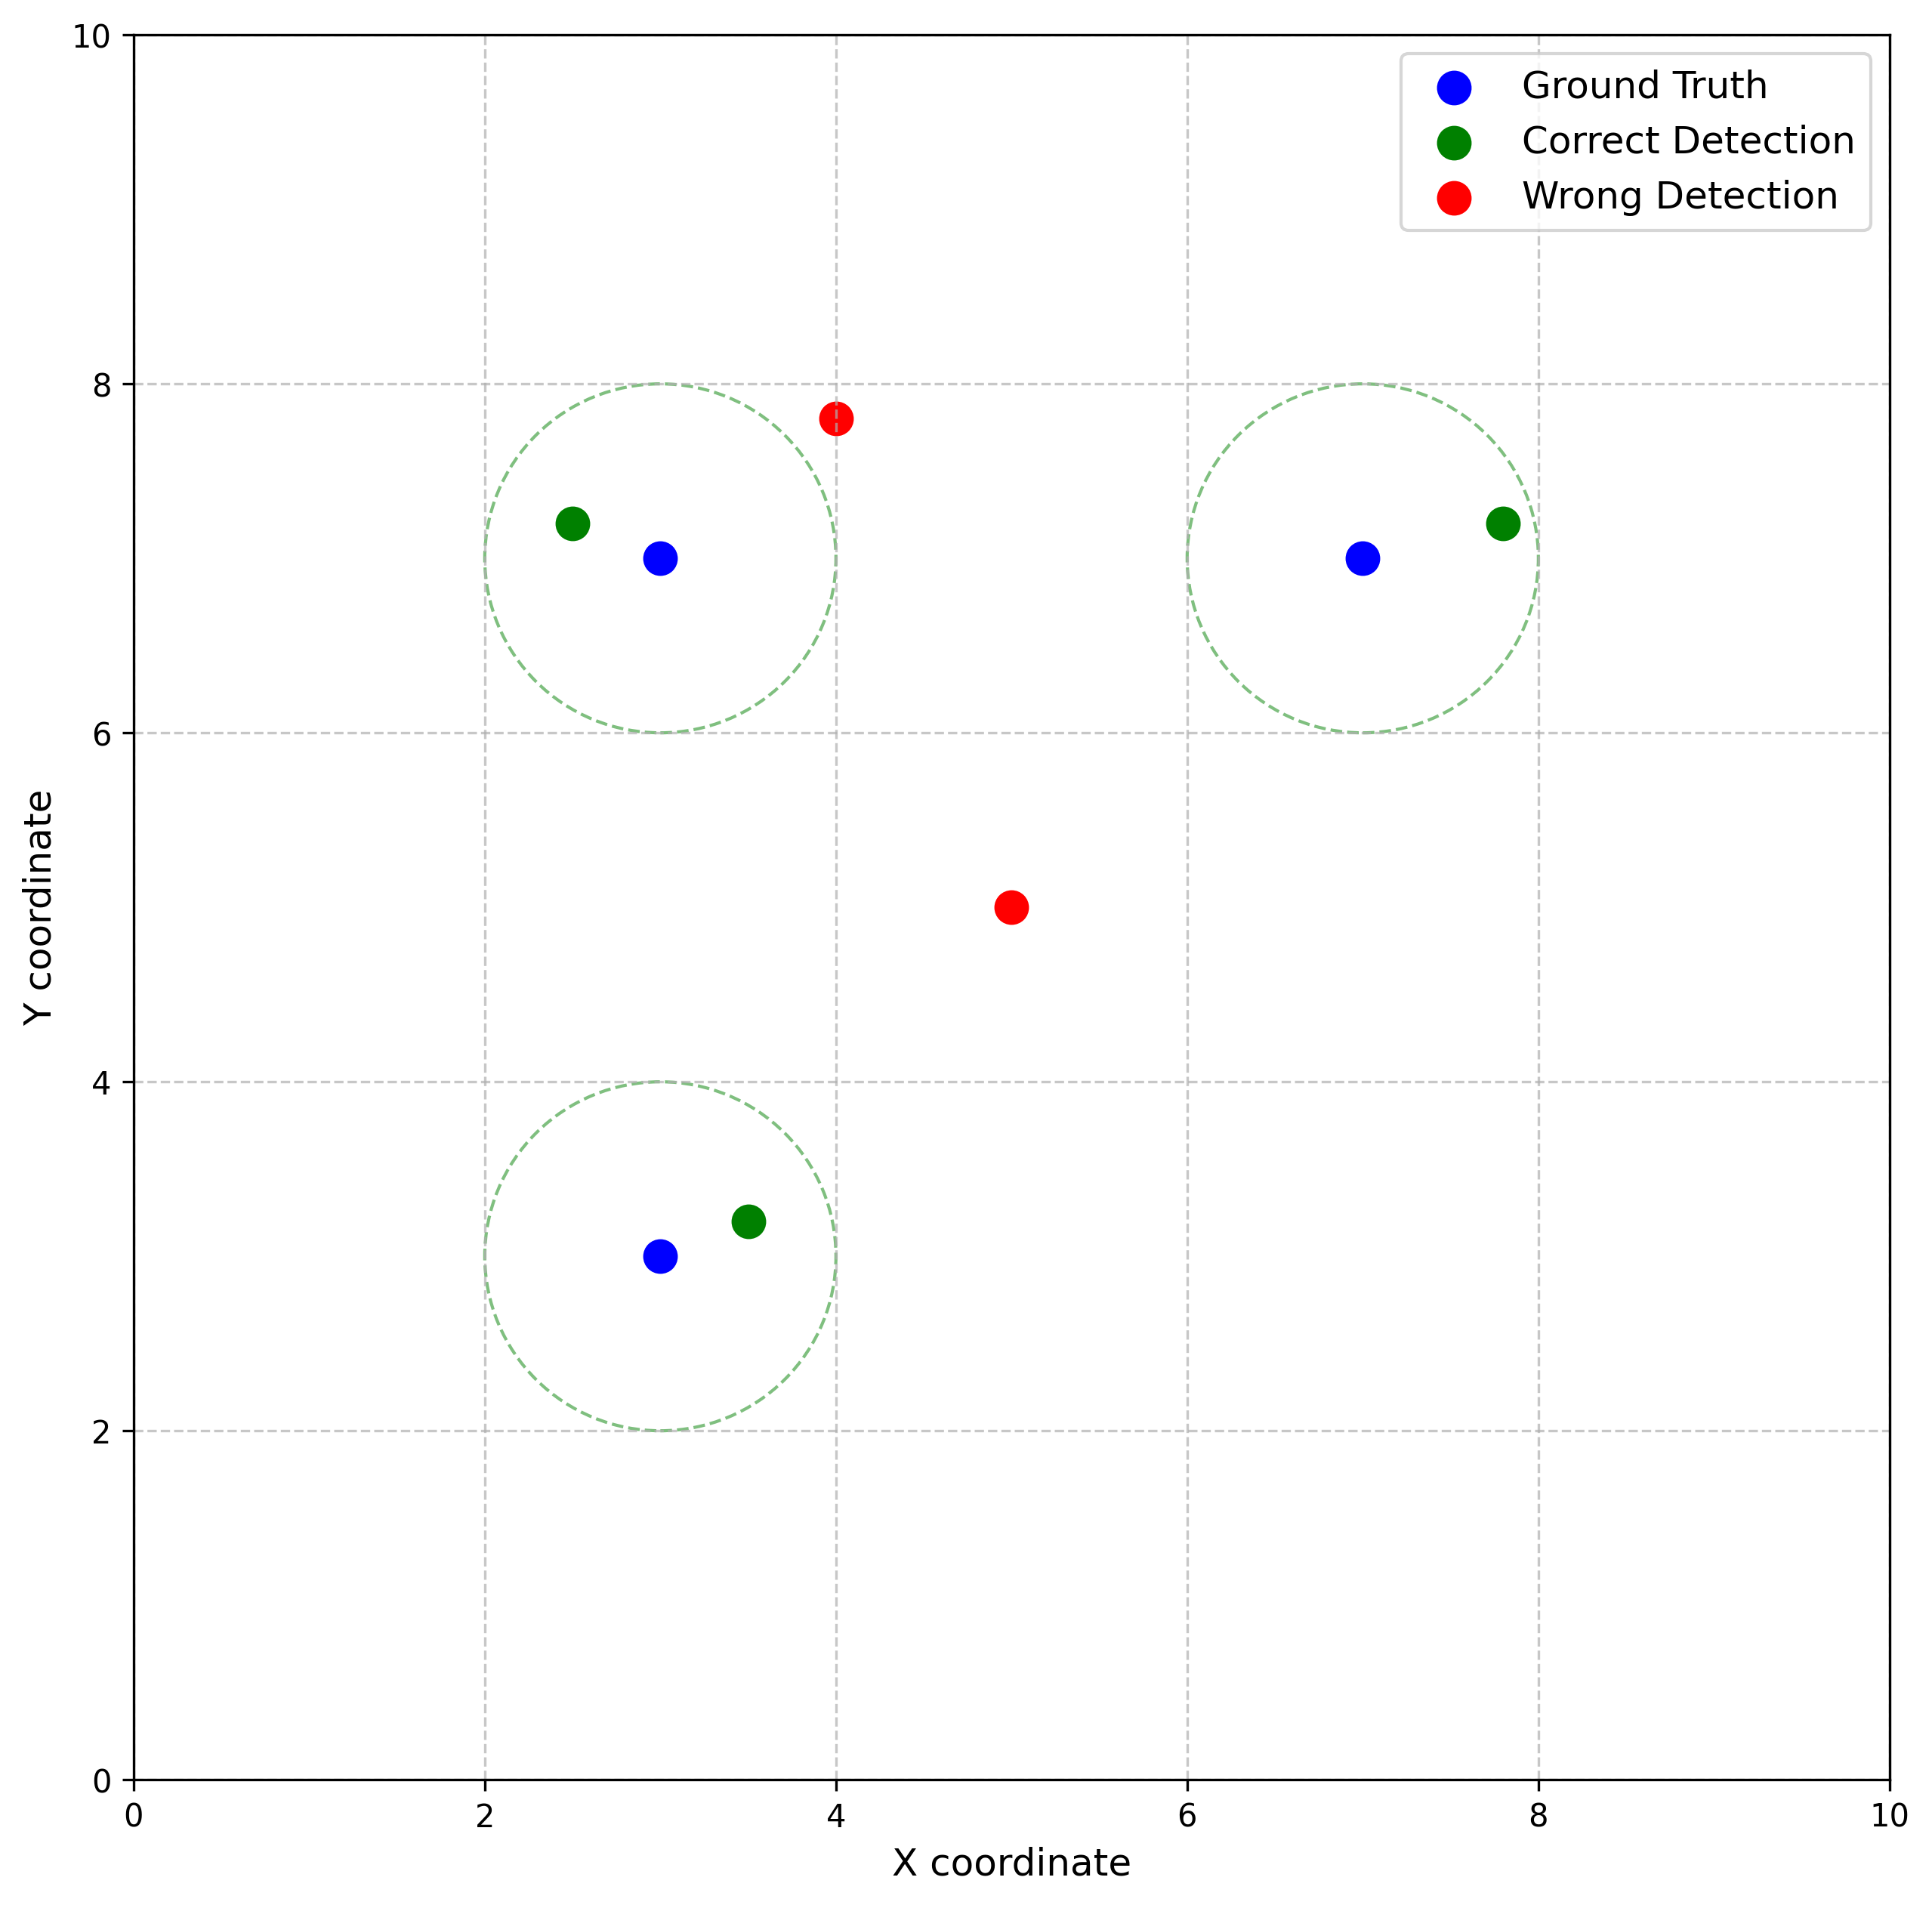 10
8
6
4
2
0
0 2 4 6 8 10
X coordinate
Y coordinate
Ground Truth
Correct Detection
Wrong Detection